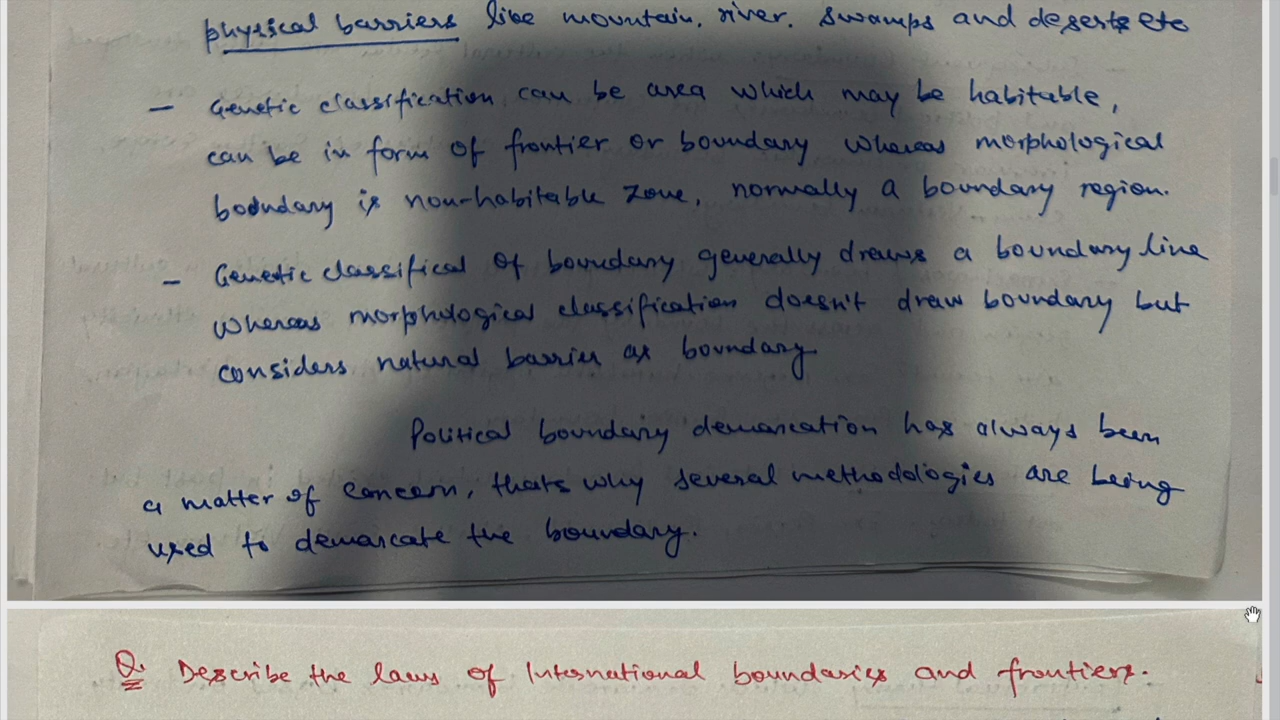 physical barriers like mountain, river. swamps and deserts etc
- Genetic classification can be area which may be habitable,
can be in form of frontier or boundary whereas morphological
boundary is non-habitable zone, normally a boundary region.
- Genetic classifical of boundary generally draws a boundary line
whereas morphological classification doesn't draw boundary but
considers natural barrier as boundary.
Political boundary demarcation has always been
a matter of concern, thats why several methodologies are being
used to demarcate the boundary.
Q. Describe the laws of International boundaries and frontiers.